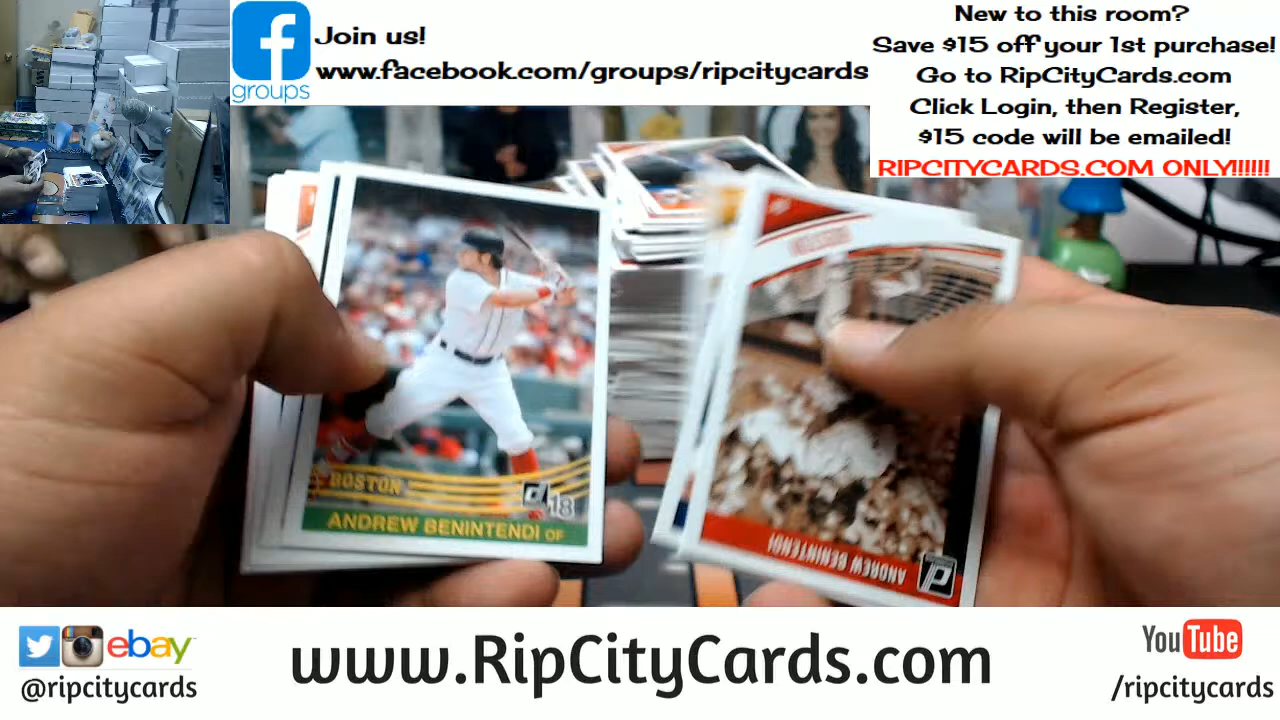 groups
Join us!
www.facebook.com/groups/ripcitycards
New to this room?
Save $15 off your 1st purchase!
Go to RipCityCards.com
Click Login, then Register,
$15 code will be emailed!
RIPCITYCARDS.COM ONLY!!!!!
BOSTON
18
ANDREW BENINTENDI OF
BOSTON
ANDREW BENINTENDI
ebay
@ripcitycards
www.RipCityCards.com
YouTube
/ripcitycards